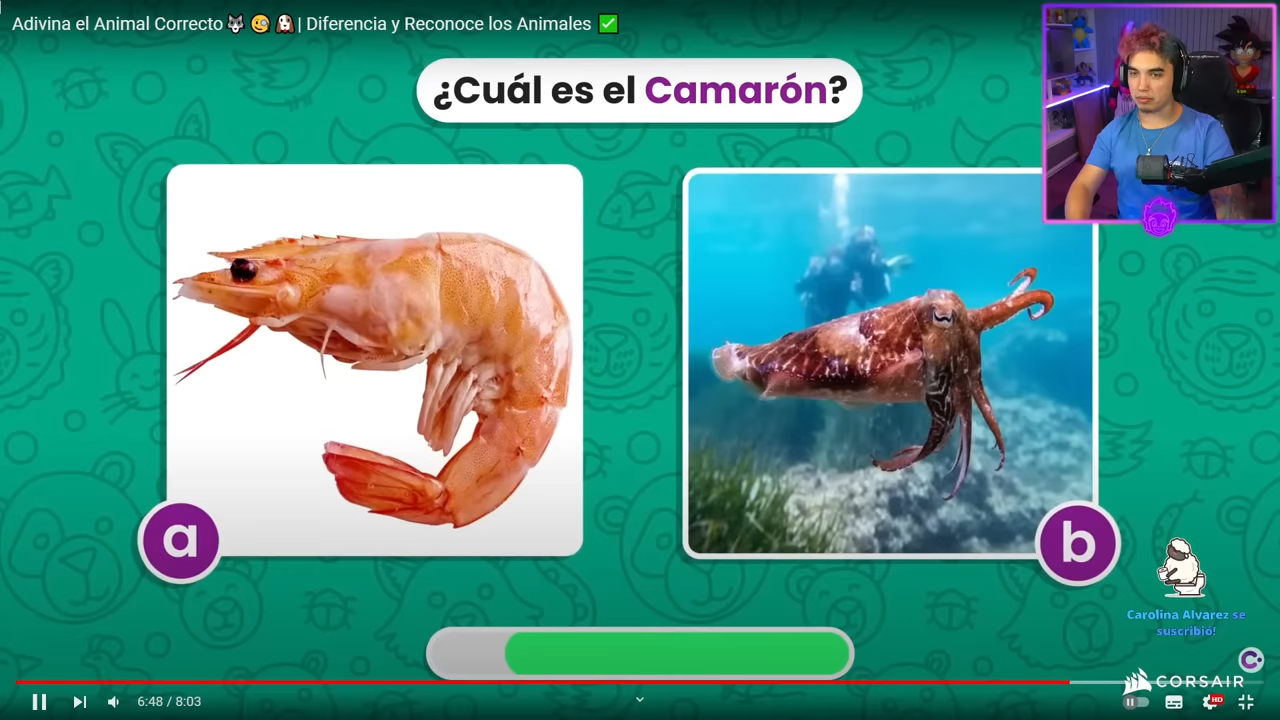 Adivina el Animal Correcto🐺 🧐 🐶| Diferencia y Reconoce los Animales ✅
¿Cuál es el Camarón?
a
b
Carolina Alvarez se
suscribió!
CORSAIR
6:48 / 8:03
HD